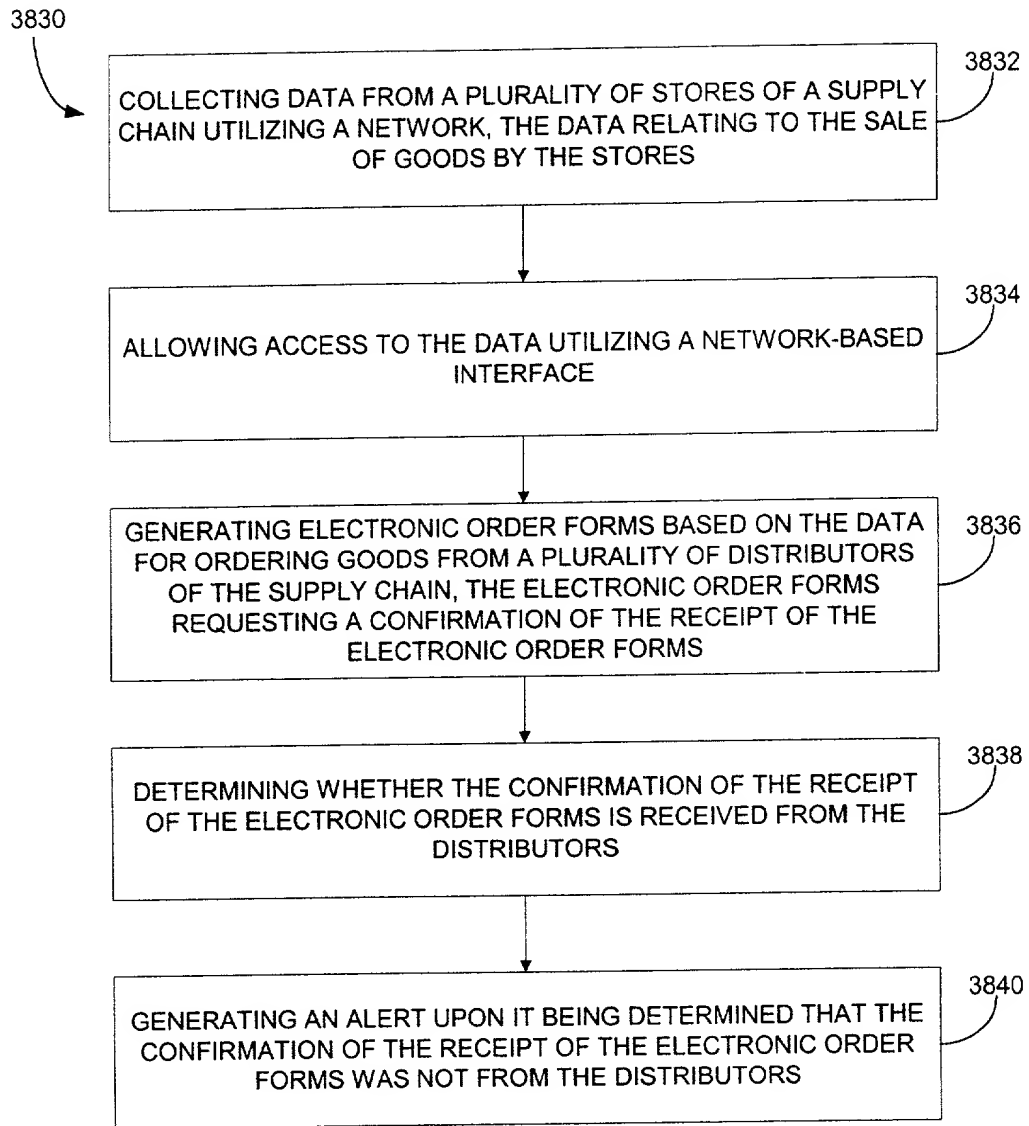 3830
3832
COLLECTING DATA FROM A PLURALITY OF STORES OF A SUPPLY
CHAIN UTILIZING A NETWORK, THE DATA RELATING TO THE SALE
OF GOODS BY THE STORES
3834
ALLOWING ACCESS TO THE DATA UTILIZING A NETWORK-BASED
INTERFACE
3836
GENERATING ELECTRONIC ORDER FORMS BASED ON THE DATA
FOR ORDERING GOODS FROM A PLURALITY OF DISTRIBUTORS
OF THE SUPPLY CHAIN, THE ELECTRONIC ORDER FORMS
REQUESTING A CONFIRMATION OF THE RECEIPT OF THE
ELECTRONIC ORDER FORMS
3838
DETERMINING WHETHER THE CONFIRMATION OF THE RECEIPT
OF THE ELECTRONIC ORDER FORMS IS RECEIVED FROM THE
DISTRIBUTORS
3840
GENERATING AN ALERT UPON IT BEING DETERMINED THAT THE
CONFIRMATION OF THE RECEIPT OF THE ELECTRONIC ORDER
FORMS WAS NOT FROM THE DISTRIBUTORS